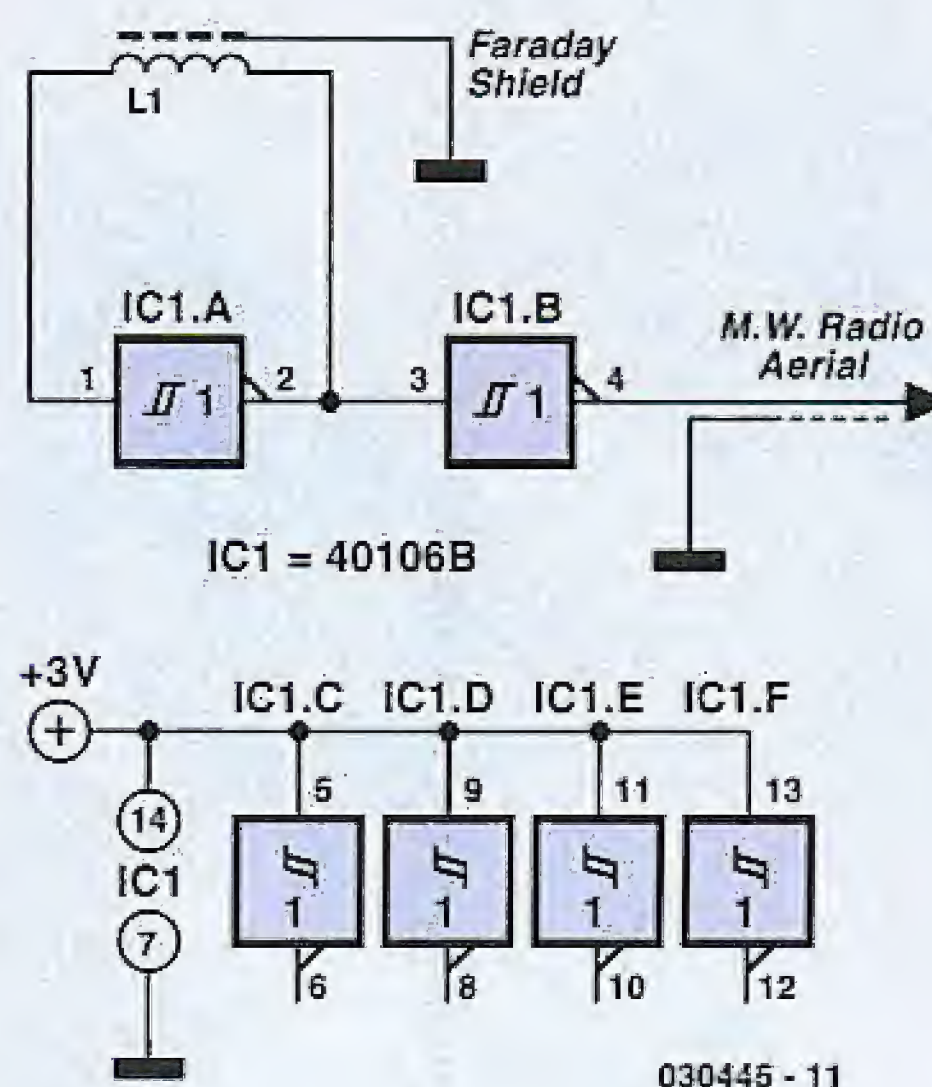 Faraday
Shield
L1
IC1.A
IC1.B
M.W. Radio
Aerial
1
1
2
3
1
4
IC1 = 40106B
+3V
IC1.C
IC1.D
IC1.E
IC1.F
+
5
9
11
13
14
IC1
1
1
1
1
7
6
8
10
12
030445 - 11